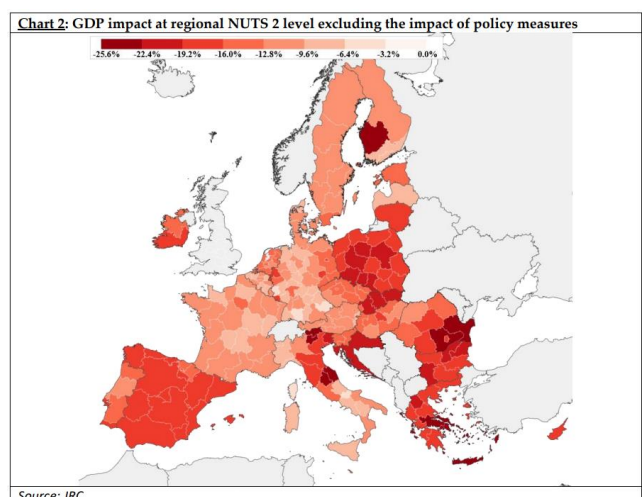 Chart 2: GDP impact at regional NUTS 2 level excluding the impact of policy measures
-25.6% -22.4% -19.2% -16.0% -12.8% -9.6% -6.4% -3.2% 0.0%
Source: JRC